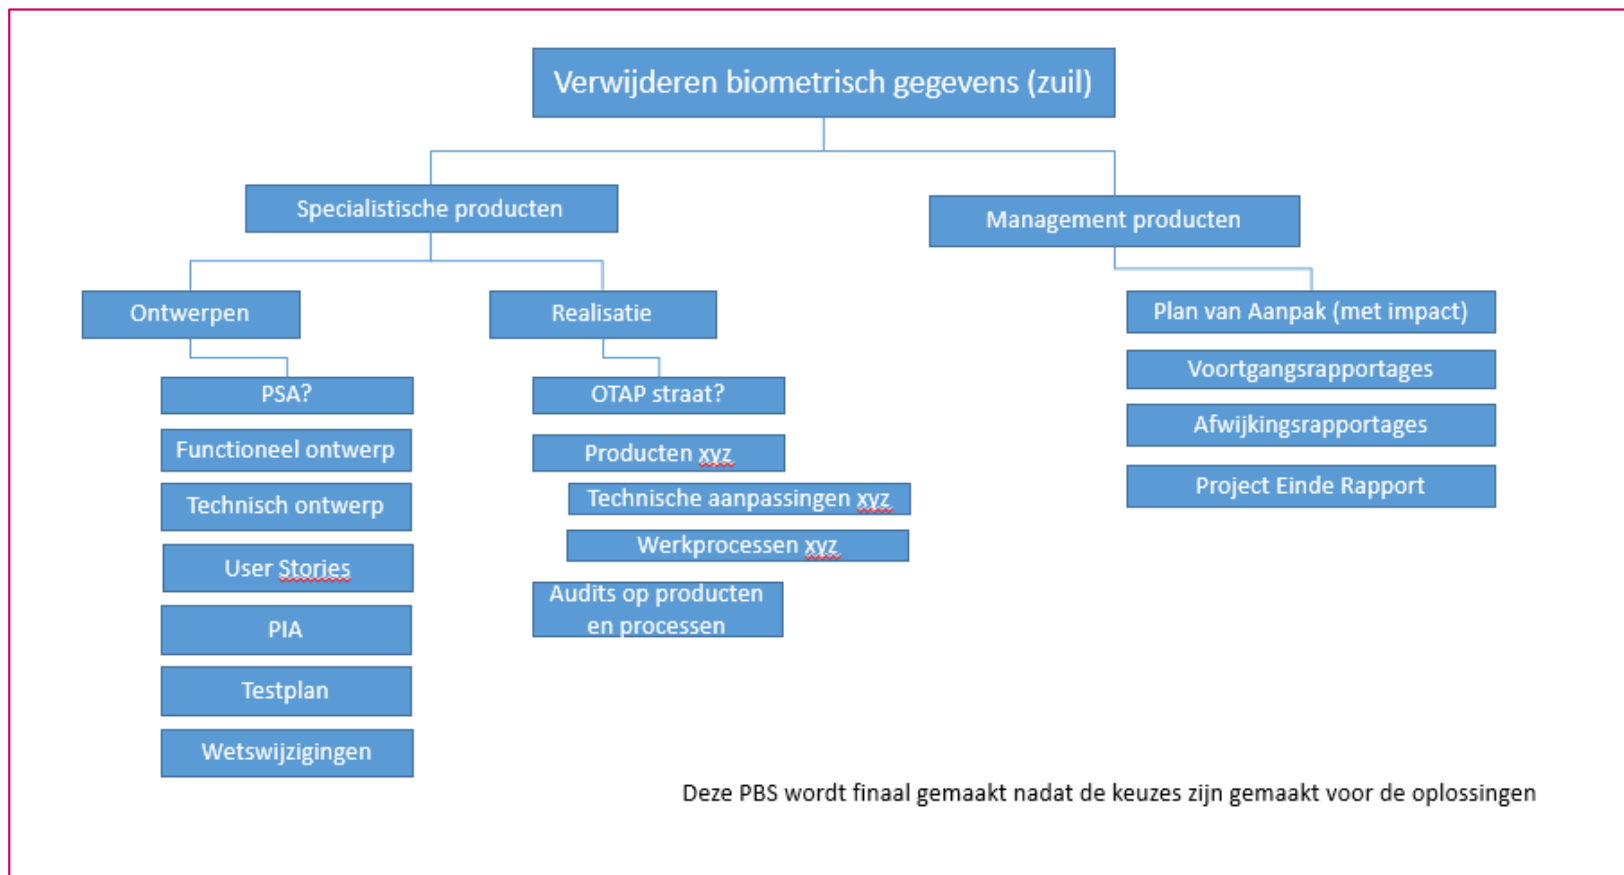 Verwijderen biometrisch gegevens (zuil)
Specialistische producten
Management producten
Ontwerpen
Realisatie
PSA?
Functioneel ontwerp
Technisch ontwerp
User Stories
PIA
Testplan
Wetswijzigingen
OTAP straat?
Producten xyz
Technische aanpassingen xyz
Werkprocessen xyz
Audits op producten
en processen
Plan van Aanpak (met impact)
Voortgangsrapportages
Afwijkingsrapportages
Project Einde Rapport
Deze PBS wordt finaal gemaakt nadat de keuzes zijn gemaakt voor de oplossingen